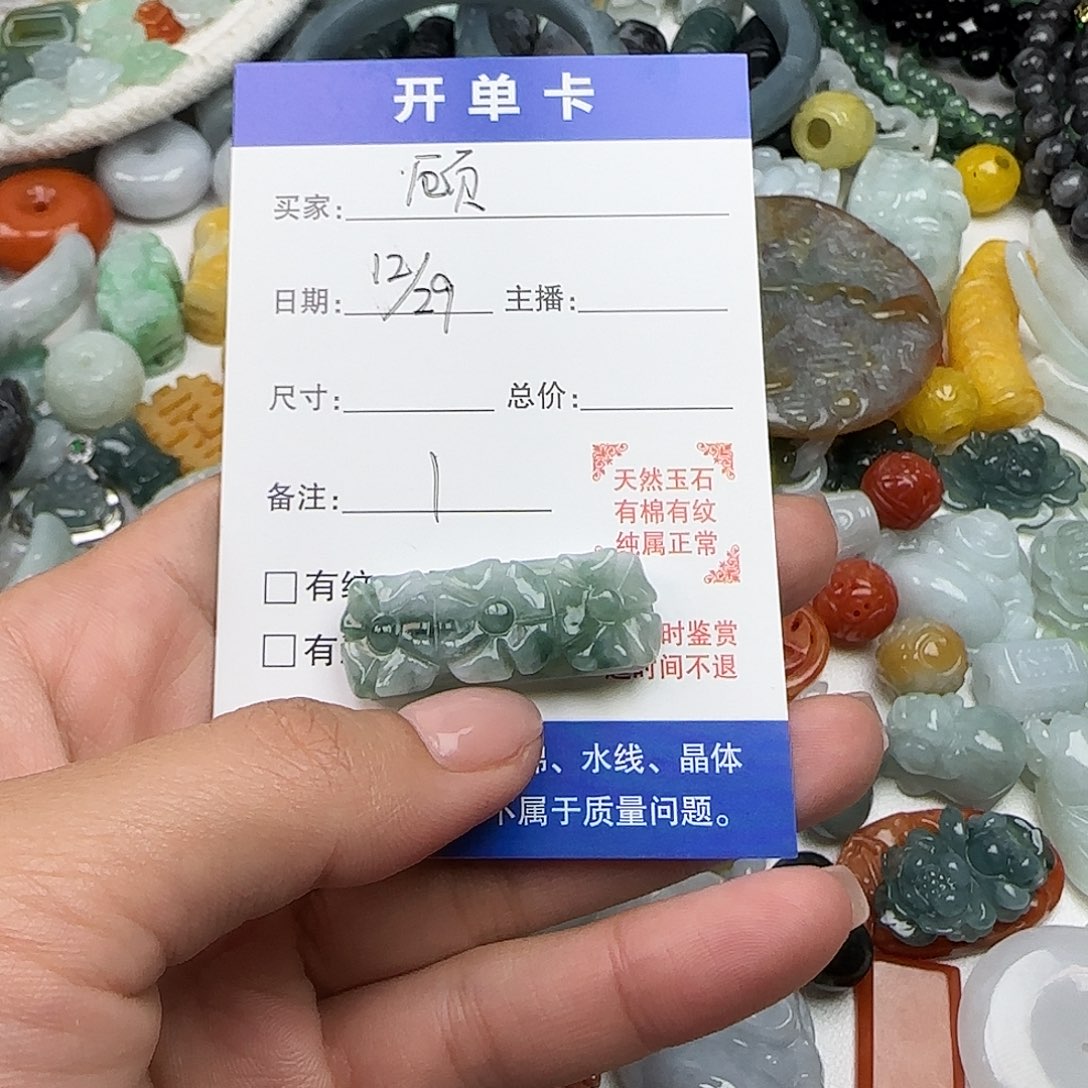 开单卡
买家: 顾
日期: 12/29 主播:
尺寸: 总价:
备注: 1
天然玉石
有棉有纹
纯属正常
□有纹
□有
时鉴赏
时间不退
棉、水线、晶体
不属于质量问题。